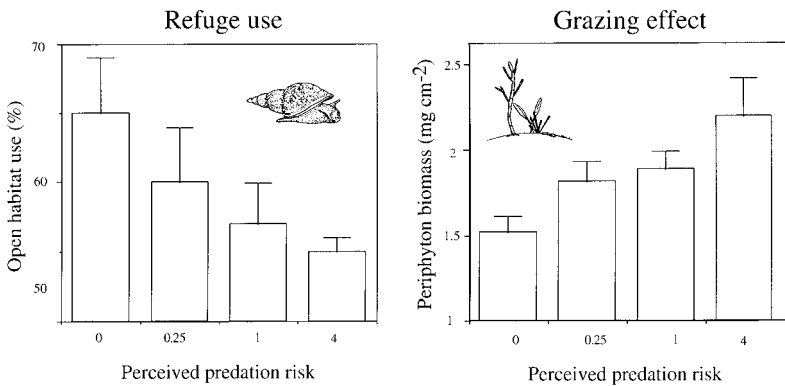 Refuge use
70
60
50
Open habitat use (%)
0 0.25 1 4
Perceived predation risk
Grazing effect
2.5
2
1.5
1
Periphyton biomass (mg cm-2)
0 0.25 1 4
Perceived predation risk